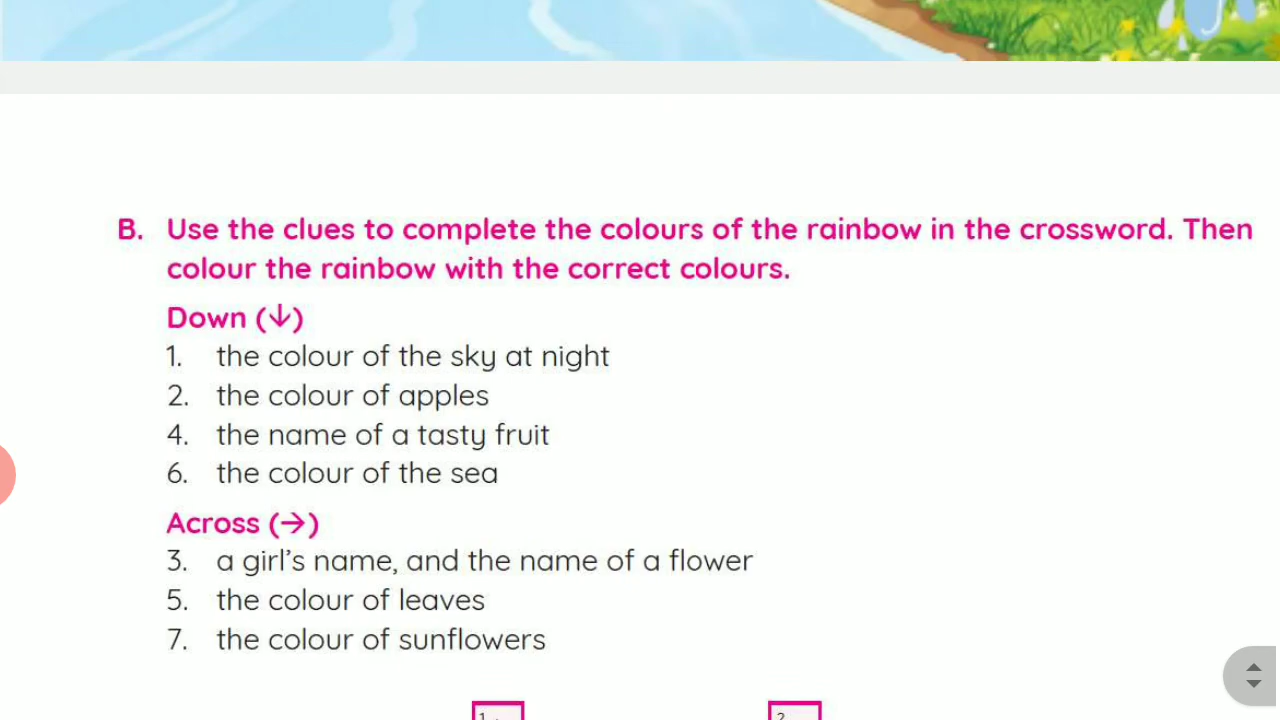 B. Use the clues to complete the colours of the rainbow in the crossword. Then
colour the rainbow with the correct colours.
Down (↓)
1. the colour of the sky at night
2. the colour of apples
4. the name of a tasty fruit
6. the colour of the sea
Across (→)
3. a girl's name, and the name of a flower
5. the colour of leaves
7. the colour of sunflowers
1 2